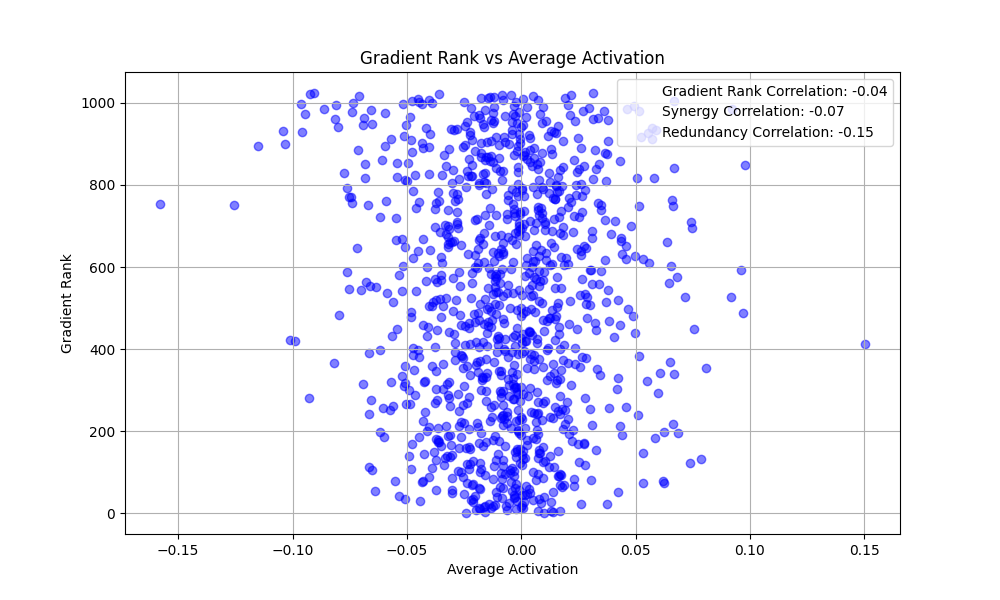 Gradient Rank vs Average Activation
Gradient Rank Correlation: -0.04
Synergy Correlation: -0.07
Redundancy Correlation: -0.15
1000
800
600
400
200
0
Gradient Rank
−0.15 −0.10 −0.05 0.00 0.05 0.10 0.15
Average Activation